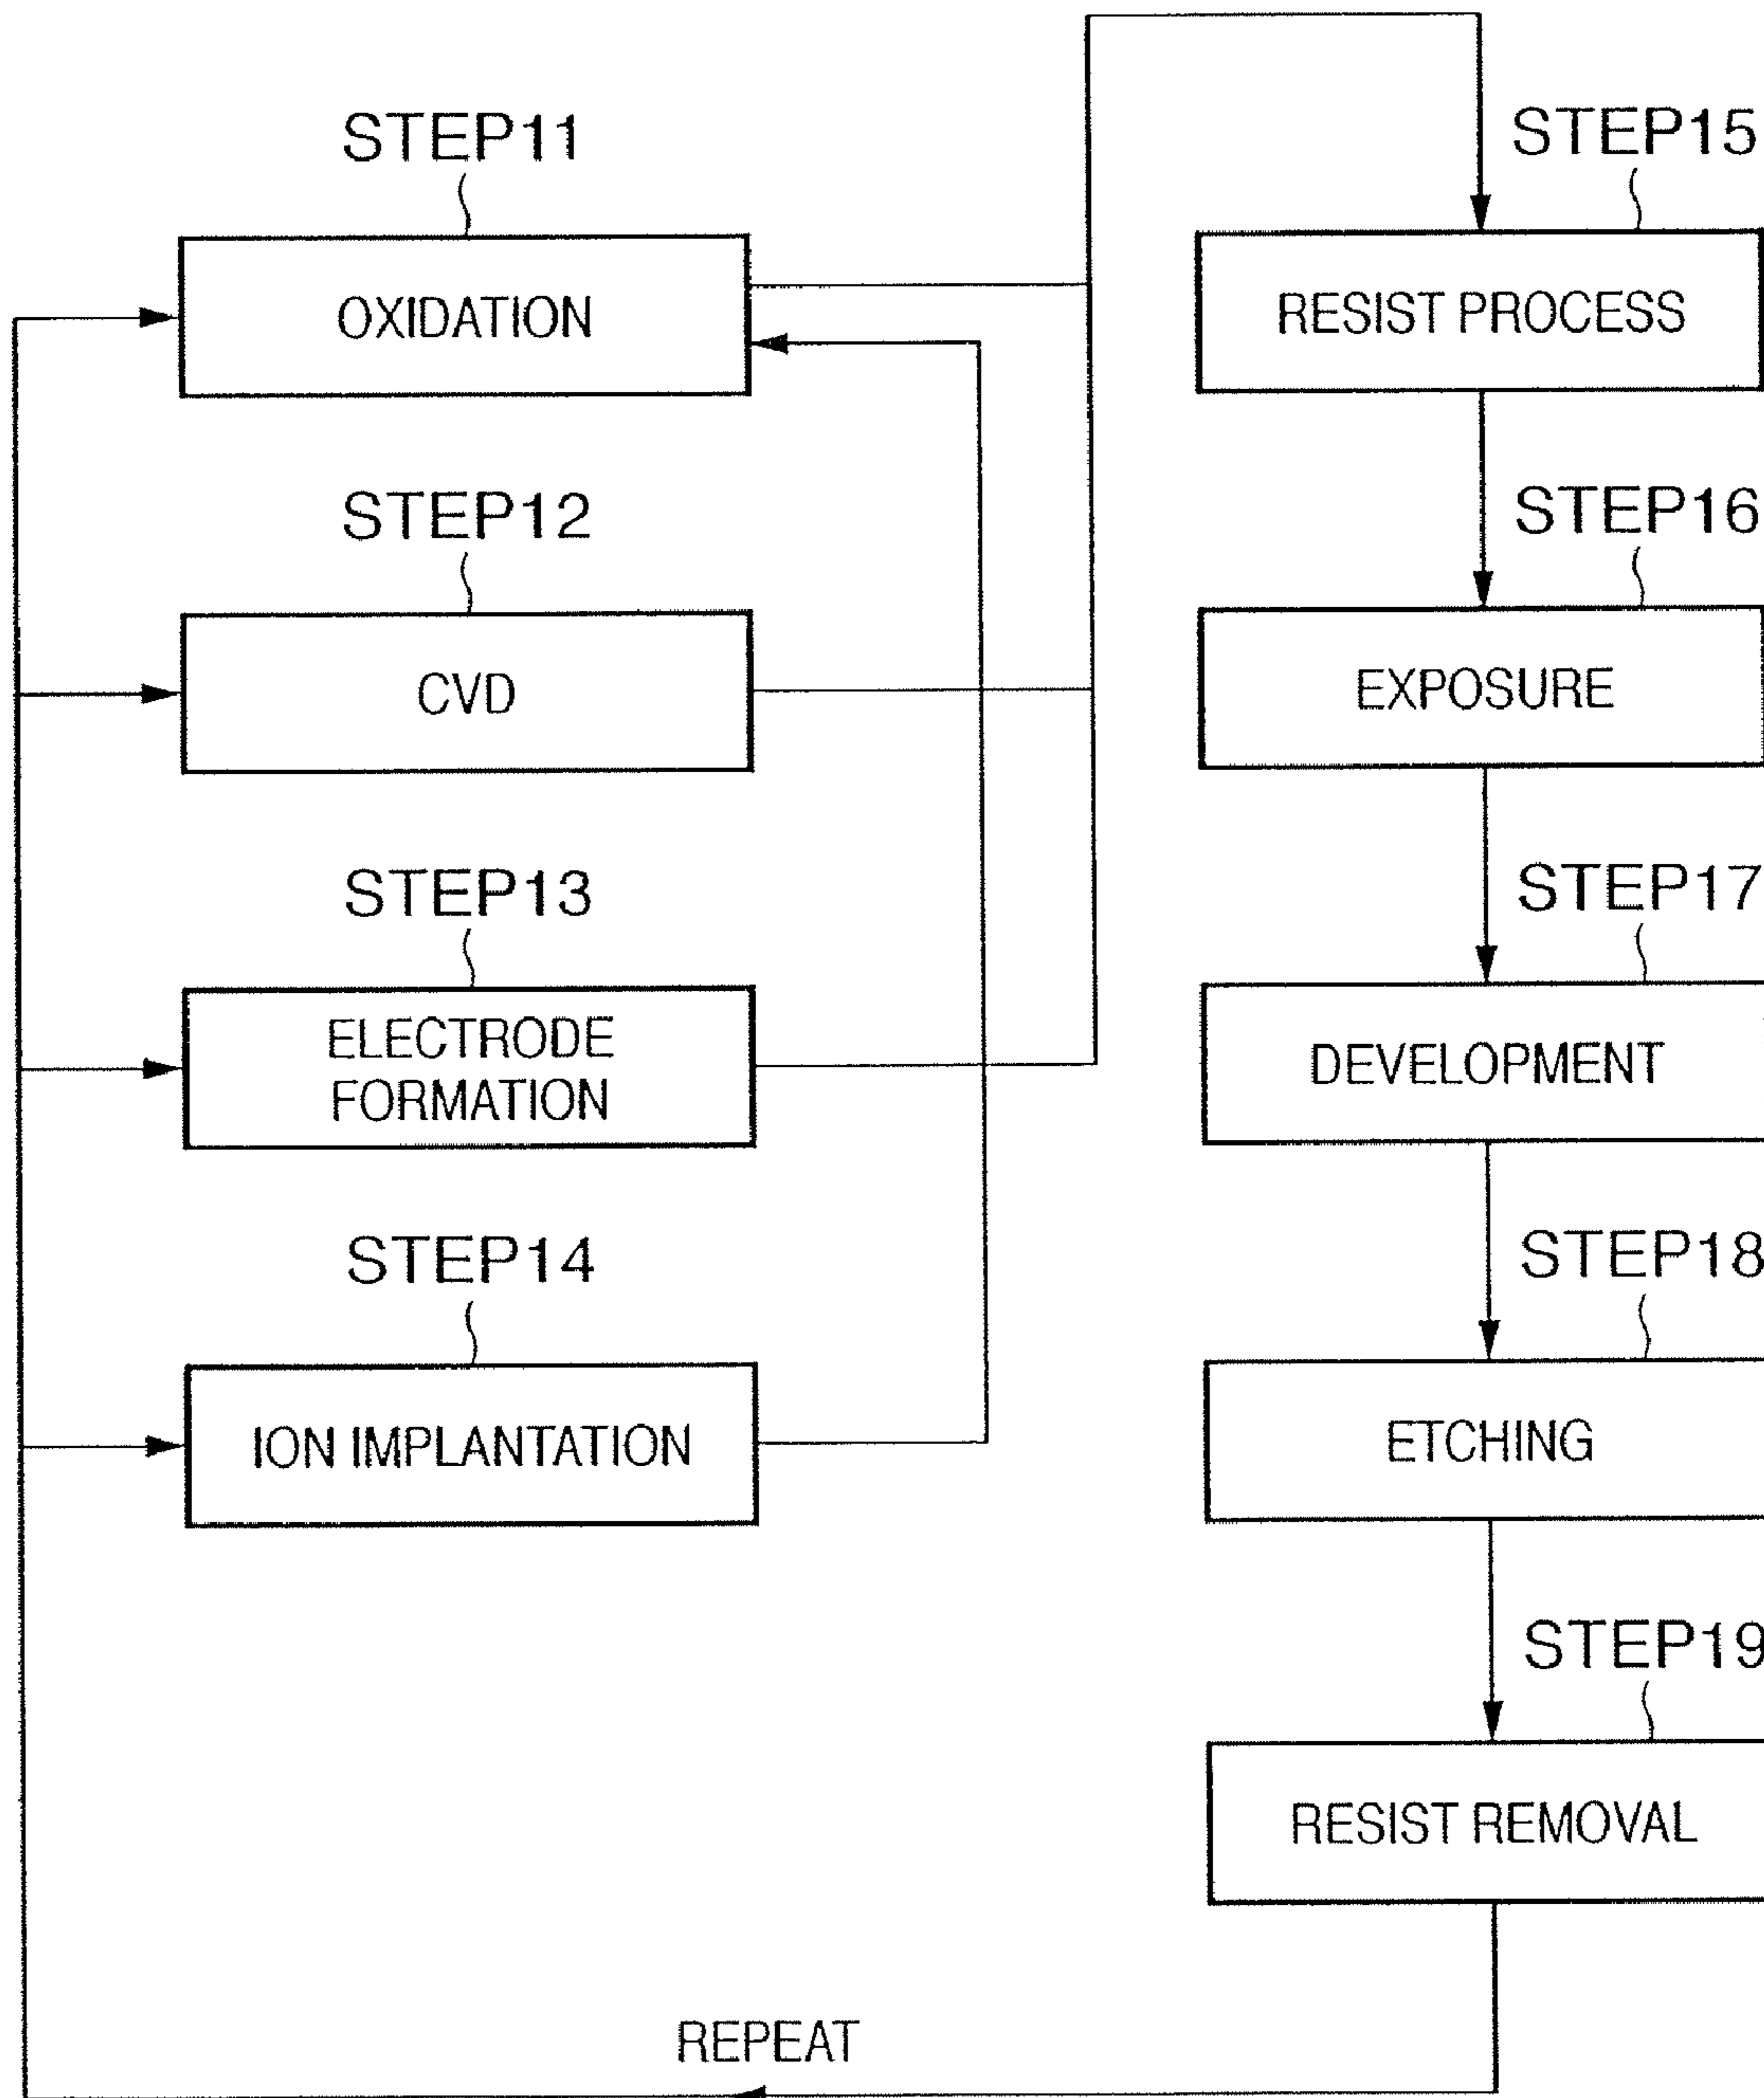 STEP11
OXIDATION
STEP12
CVD
STEP13
ELECTRODE
FORMATION
STEP14
ION IMPLANTATION
STEP15
RESIST PROCESS
STEP16
EXPOSURE
STEP17
DEVELOPMENT
STEP18
ETCHING
STEP19
RESIST REMOVAL
REPEAT